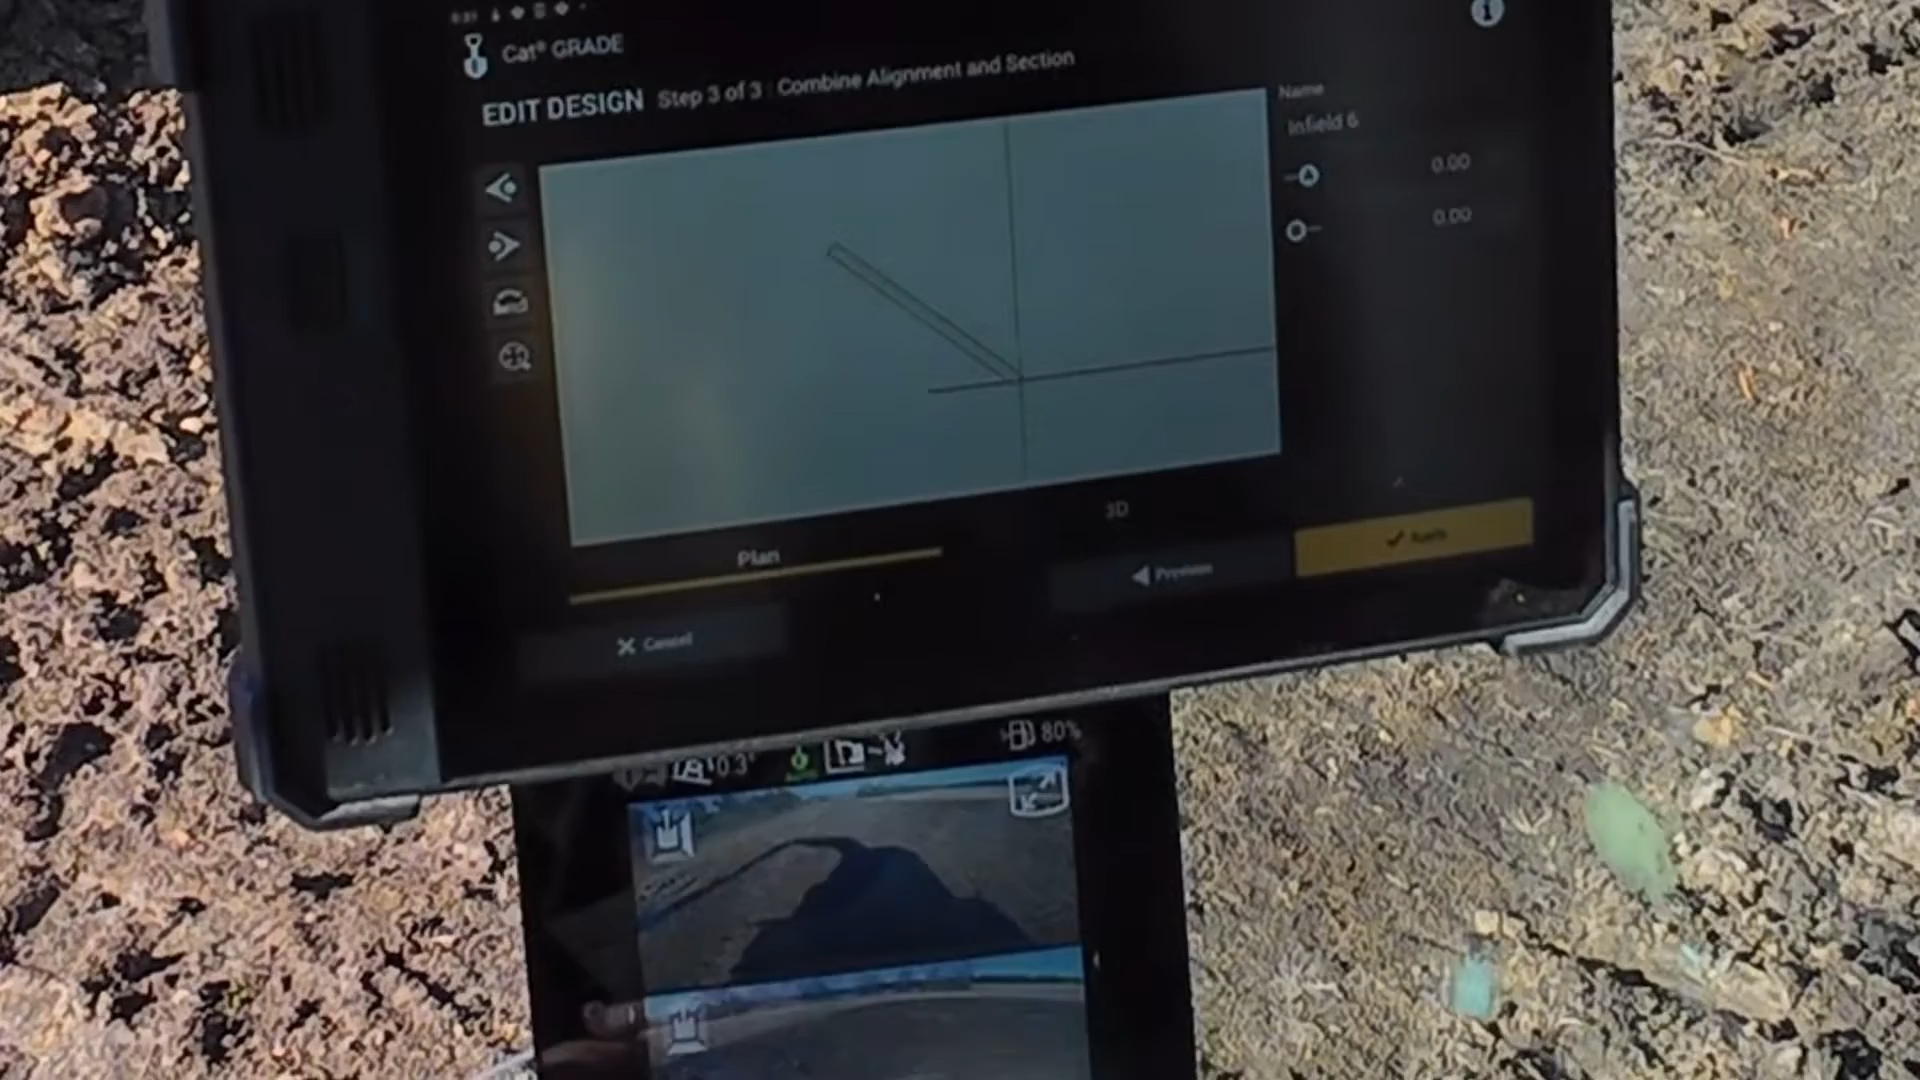 Cat® GRADE
EDIT DESIGN Step 3 of 3 : Combine Alignment and Section
Name
Infield 6
0.00
0.00
Plan
3D
Previous
Cancel
0.3°
80%